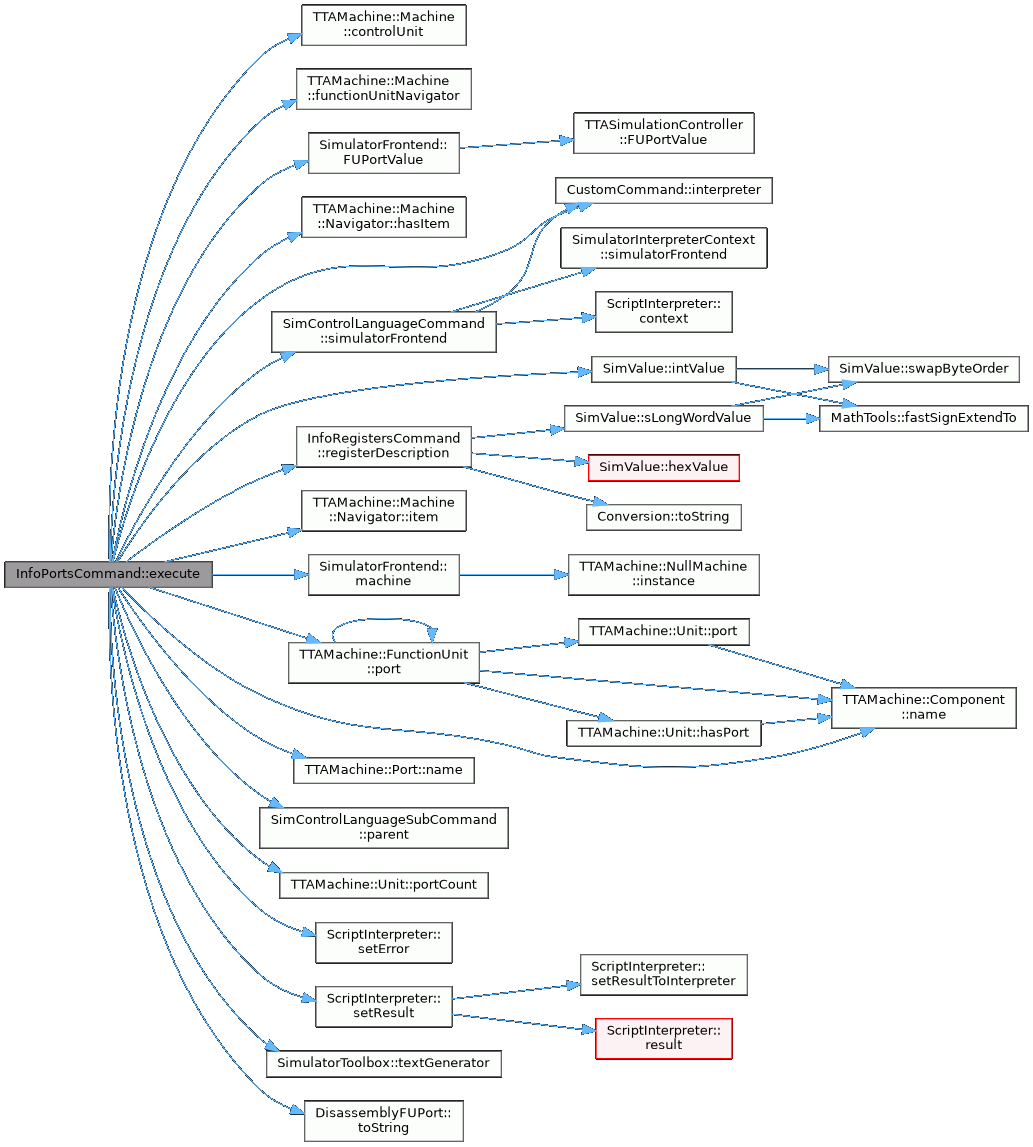 TTAMachine::Machine
::controlUnit
TTAMachine::Machine
::functionUnitNavigator
SimulatorFrontend::
FUPortValue
TTASimulationController
::FUPortValue
CustomCommand::interpreter
TTAMachine::Machine
::Navigator::hasItem
SimulatorInterpreterContext
::simulatorFrontend
ScriptInterpreter::
context
SimControlLanguageCommand
::simulatorFrontend
SimValue::intValue
SimValue::swapByteOrder
SimValue::sLongWordValue
MathTools::fastSignExtendTo
InfoRegistersCommand
::registerDescription
SimValue::hexValue
Conversion::toString
TTAMachine::Machine
::Navigator::item
InfoPortsCommand::execute
SimulatorFrontend::
machine
TTAMachine::NullMachine
::instance
TTAMachine::Unit::port
TTAMachine::FunctionUnit
::port
TTAMachine::Component
::name
TTAMachine::Unit::hasPort
TTAMachine::Port::name
SimControlLanguageSubCommand
::parent
TTAMachine::Unit::portCount
ScriptInterpreter::
setError
ScriptInterpreter::
setResultToInterpreter
ScriptInterpreter::
setResult
ScriptInterpreter::
result
SimulatorToolbox::textGenerator
DisassemblyFUPort::
toString